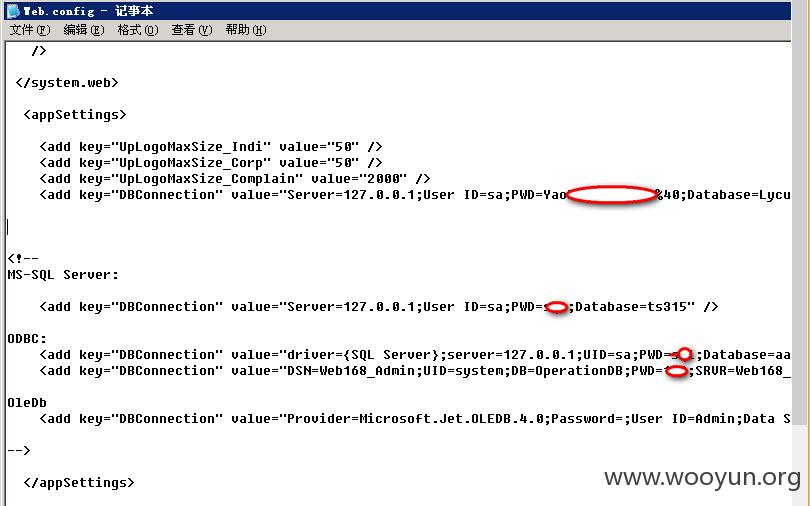 Web.config - 记事本
文件(F) 编辑(E) 格式(O) 查看(V) 帮助(H)
/>
</system.web>
<appSettings>
<add key="UpLogoMaxSize_Indi" value="50" />
<add key="UpLogoMaxSize_Corp" value="50" />
<add key="UpLogoMaxSize_Complain" value="2000" />
<add key="DBConnection" value="Server=127.0.0.1;User ID=sa;PWD=Yao %40;Database=Lycu
<!--
MS-SQL Server:
<add key="DBConnection" value="Server=127.0.0.1;User ID=sa;PWD= ;Database=ts315" />
ODBC:
<add key="DBConnection" value="driver={SQL Server};server=127.0.0.1;UID=sa;PWD= ;Database=aa
<add key="DBConnection" value="DSN=Web168_Admin;UID=system;DB=OperationDB;PWD= ;SRVR=Web168_
OleDb
<add key="DBConnection" value="Provider=Microsoft.Jet.OLEDB.4.0;Password=;User ID=Admin;Data S
-->
</appSettings>
www.wooyun.org